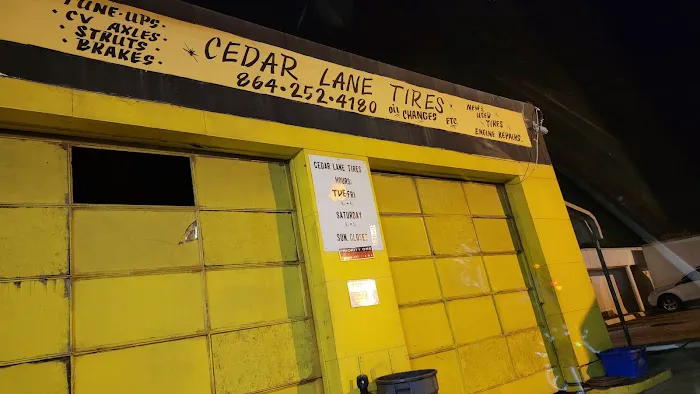 TUNE-UPS·
·CV AXLES·
·STRUTS·
·BRAKES·
CEDAR LANE TIRES·
864·252·4180
Oil CHANGES ETC.
NEW &
USED
TIRES
ENGINE REPAIRS
CEDAR LANE TIRES
HOURS:
TUE-FRI
SATURDAY
SUN. CLOSED